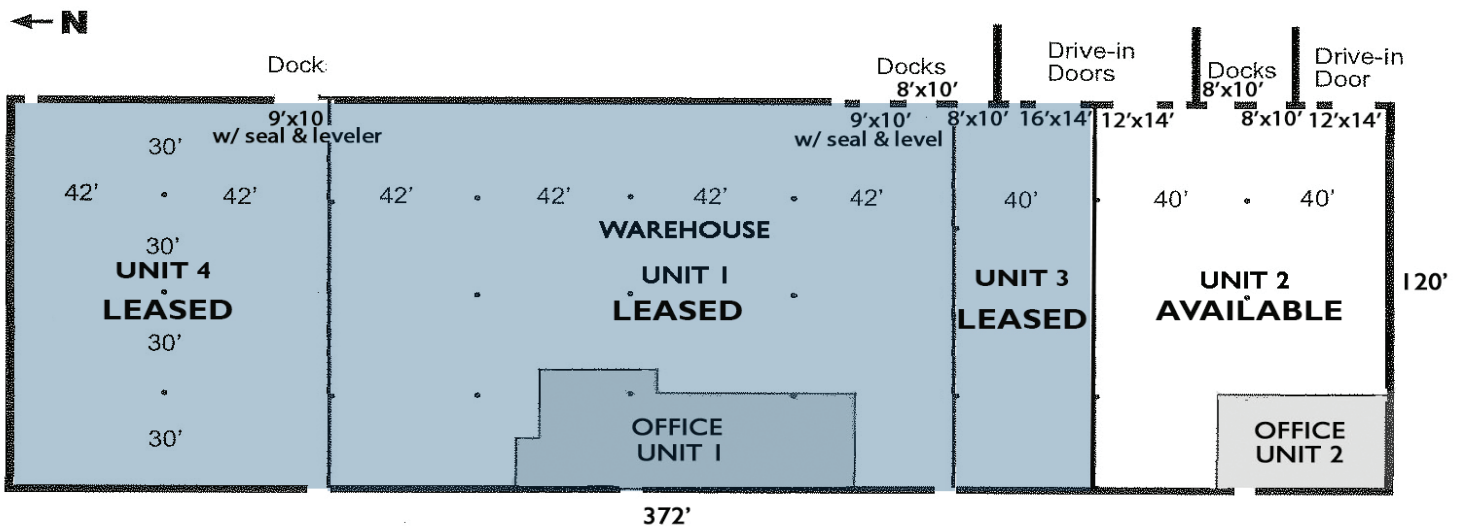 N
Dock
Docks
8'x10'
Drive-in
Doors
Docks
8'x10'
Drive-in
Door
9'x10
w/ seal & leveler
9'x10'
w/ seal & level
8'x10'
16'x14'
12'x14'
8'x10'
12'x14'
30'
42'
42'
42'
42'
42'
42'
40'
40'
40'
WAREHOUSE
30'
UNIT 4
LEASED
UNIT 1
LEASED
UNIT 3
LEASED
UNIT 2
AVAILABLE
120'
30'
30'
OFFICE
UNIT 1
OFFICE
UNIT 2
372'